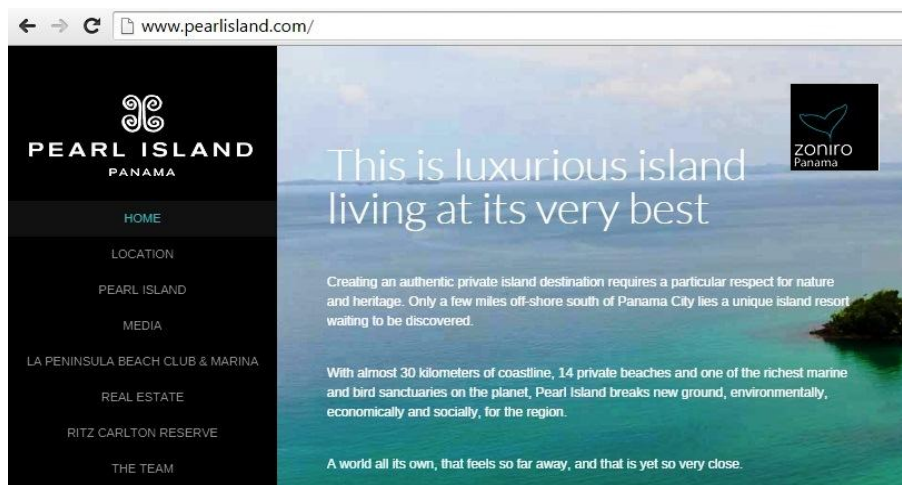 www.pearlisland.com/
PEARL ISLAND
PANAMA
HOME
LOCATION
PEARL ISLAND
MEDIA
LA PENINSULA BEACH CLUB & MARINA
REAL ESTATE
RITZ CARLTON RESERVE
THE TEAM
zoniro
Panama
This is luxurious island
living at its very best
Creating an authentic private island destination requires a particular respect for nature
and heritage. Only a few miles off-shore south of Panama City lies a unique island resort
waiting to be discovered.
With almost 30 kilometers of coastline, 14 private beaches and one of the richest marine
and bird sanctuaries on the planet, Pearl Island breaks new ground, environmentally,
economically and socially, for the region.
A world all its own, that feels so far away, and that is yet so very close.